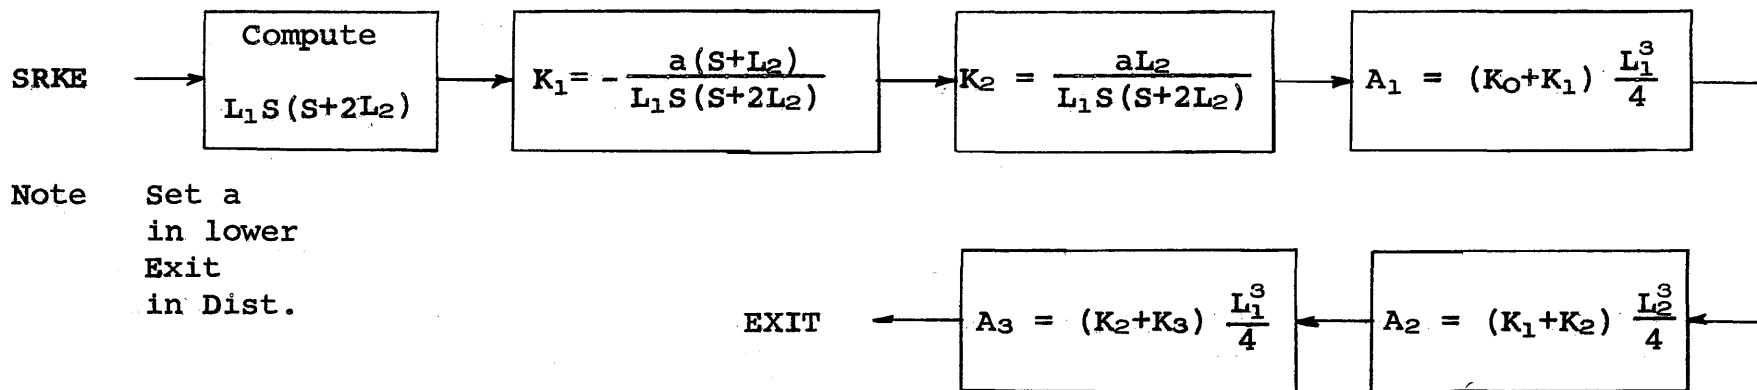 SRKE
Compute
L₁S(S+2L₂)
K₁= - a(S+L₂) / L₁S(S+2L₂)
K₂ = aL₂ / L₁S(S+2L₂)
A₁ = (K₀+K₁) L₁³/4
Note Set a
in lower
Exit
in Dist.
EXIT
A₃ = (K₂+K₃) L₁³/4
A₂ = (K₁+K₂) L₂³/4